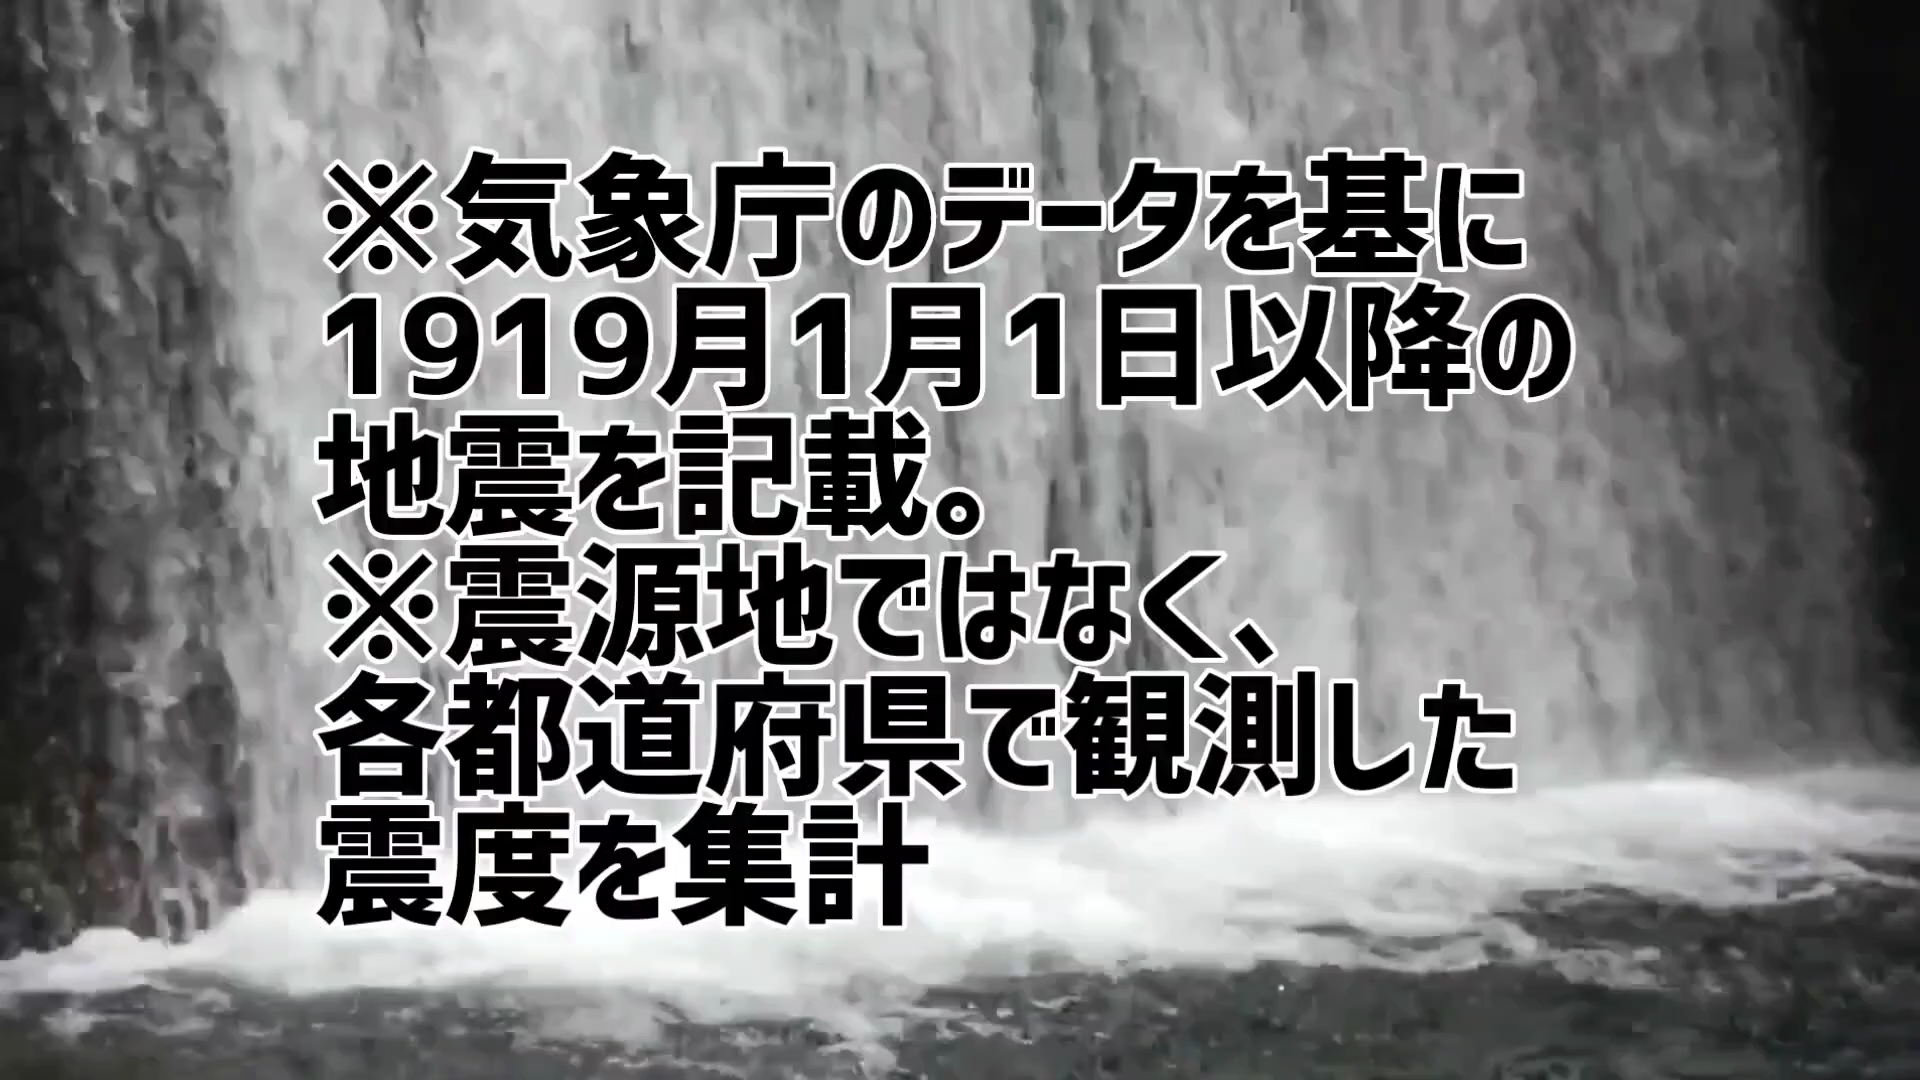 ※気象庁のデータを基に
1919月1月1日以降の
地震を記載。
※震源地ではなく、
各都道府県で観測した
震度を集計